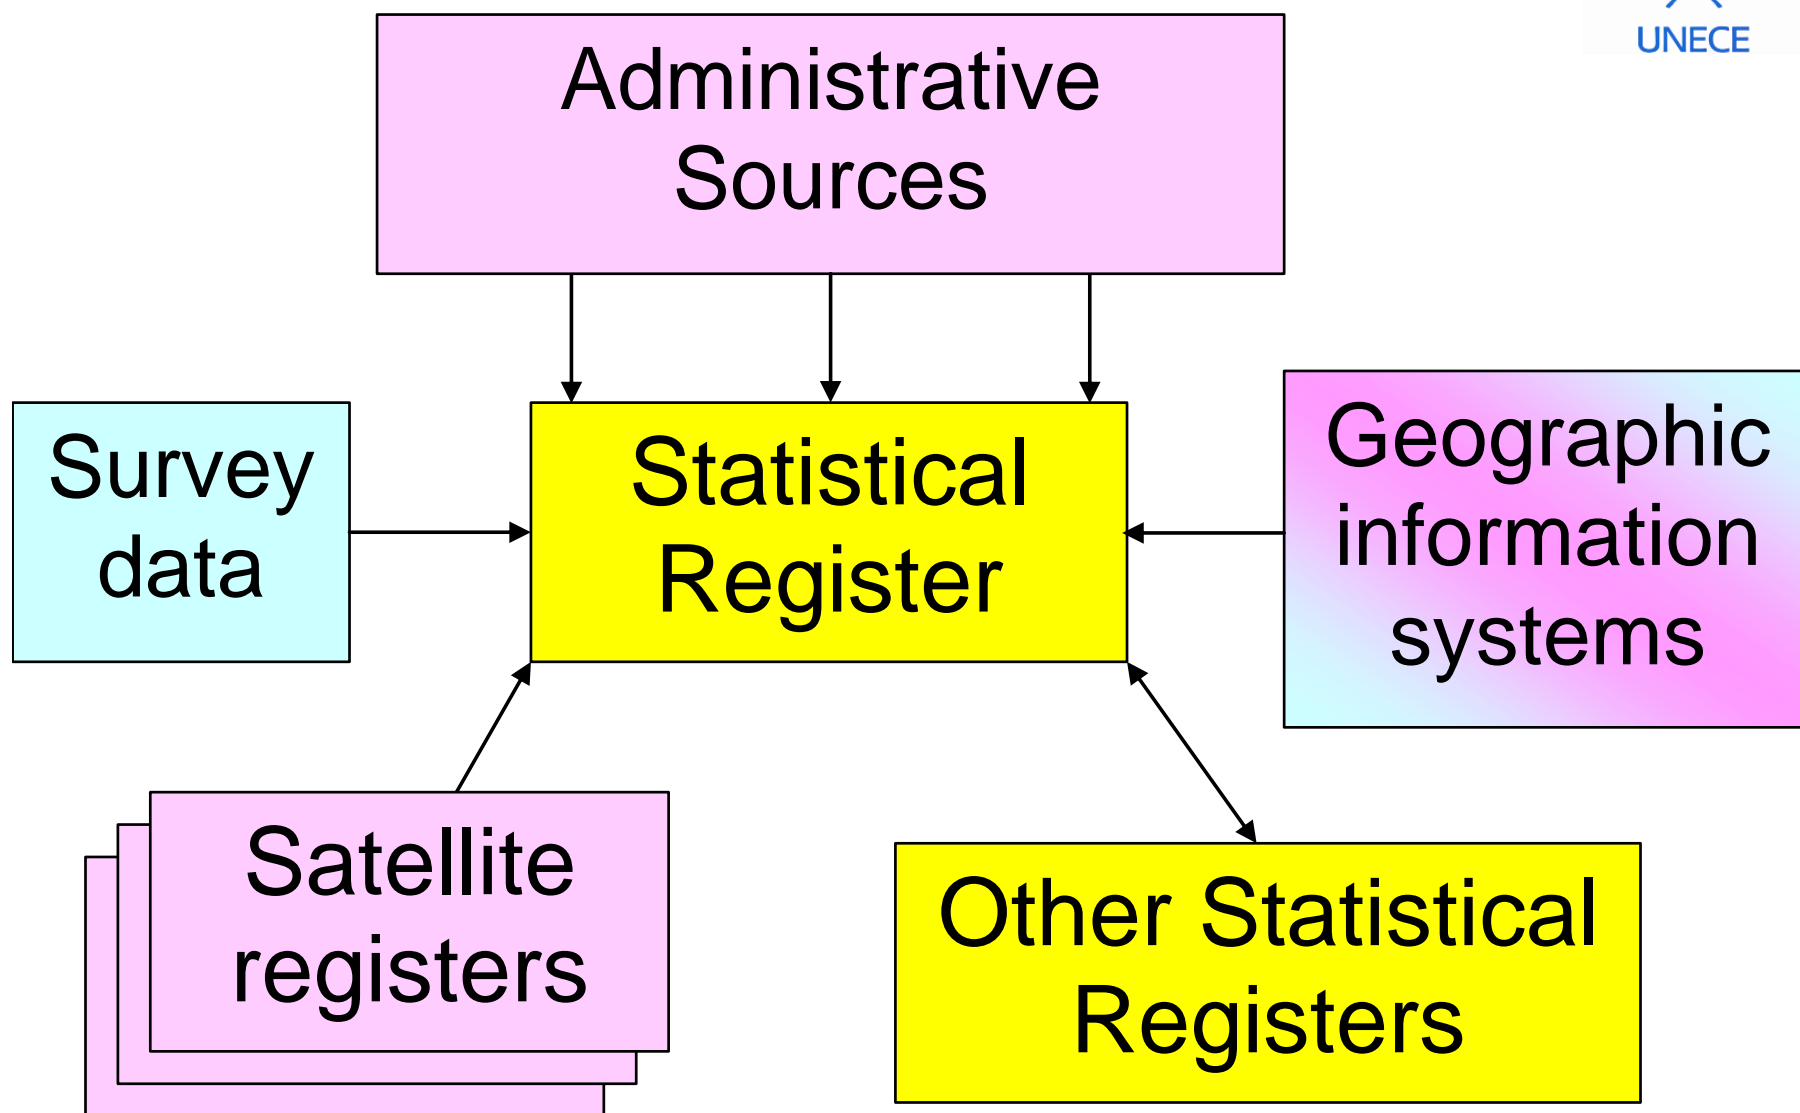 UNECE
Administrative
Sources
Survey
data
Statistical
Register
Geographic
information
systems
Satellite
registers
Other Statistical
Registers